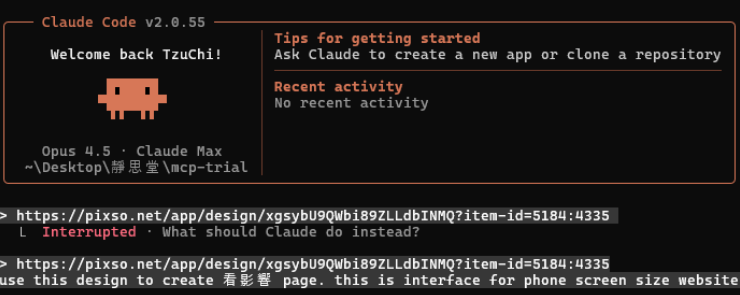 Claude Code v2.0.55
Welcome back TzuChi!
Opus 4.5 · Claude Max
~\Desktop\靜思堂\mcp-trial
Tips for getting started
Ask Claude to create a new app or clone a repository
Recent activity
No recent activity
> https://pixso.net/app/design/xgsybU9QWbi89ZLLdbINMQ?item-id=5184:4335
└ Interrupted · What should Claude do instead?
> https://pixso.net/app/design/xgsybU9QWbi89ZLLdbINMQ?item-id=5184:4335
use this design to create 看影響 page. this is interface for phone screen size website